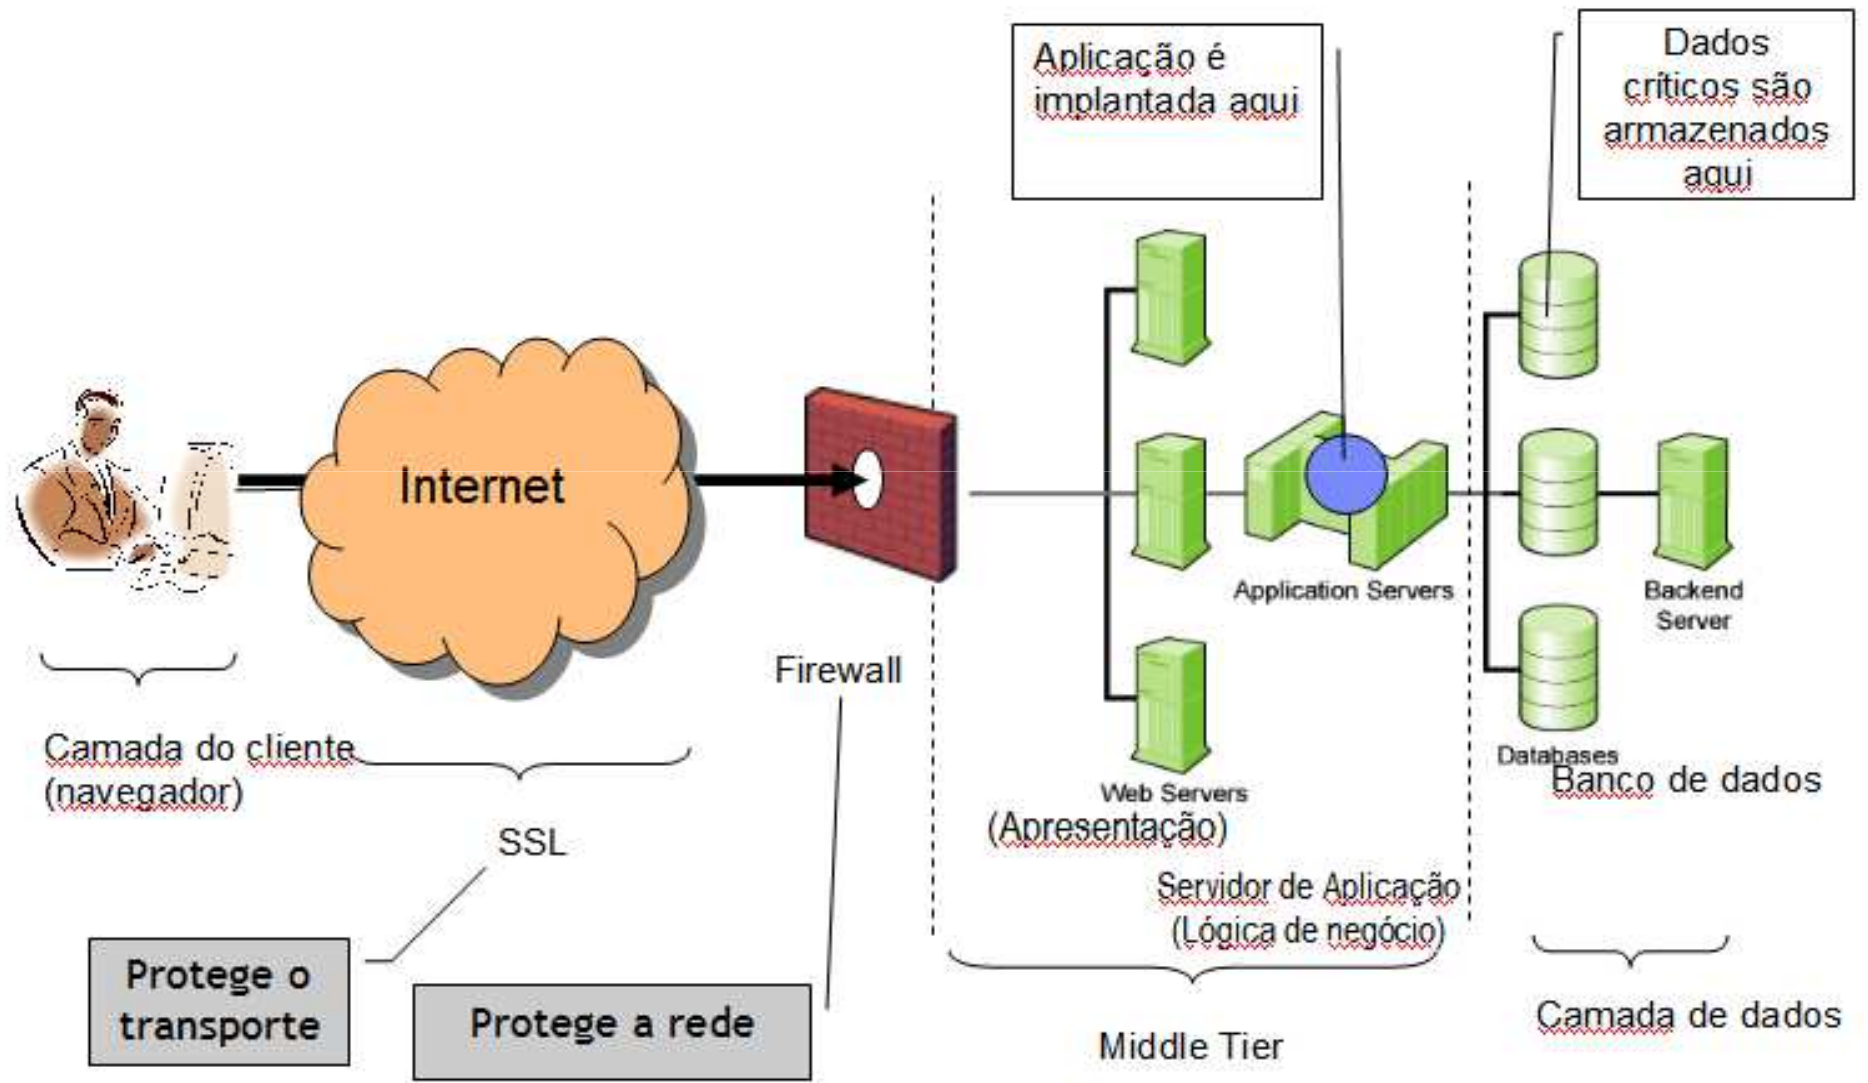 Aplicação é
implantada aqui
Dados
críticos são
armazenados
aqui
Internet
Firewall
Application Servers
Backend
Server
Camada do cliente
(navegador)
SSL
Web Servers
(Apresentação)
Databases
Banco de dados
Servidor de Aplicação
(Lógica de negócio)
Protege o
transporte
Protege a rede
Middle Tier
Camada de dados